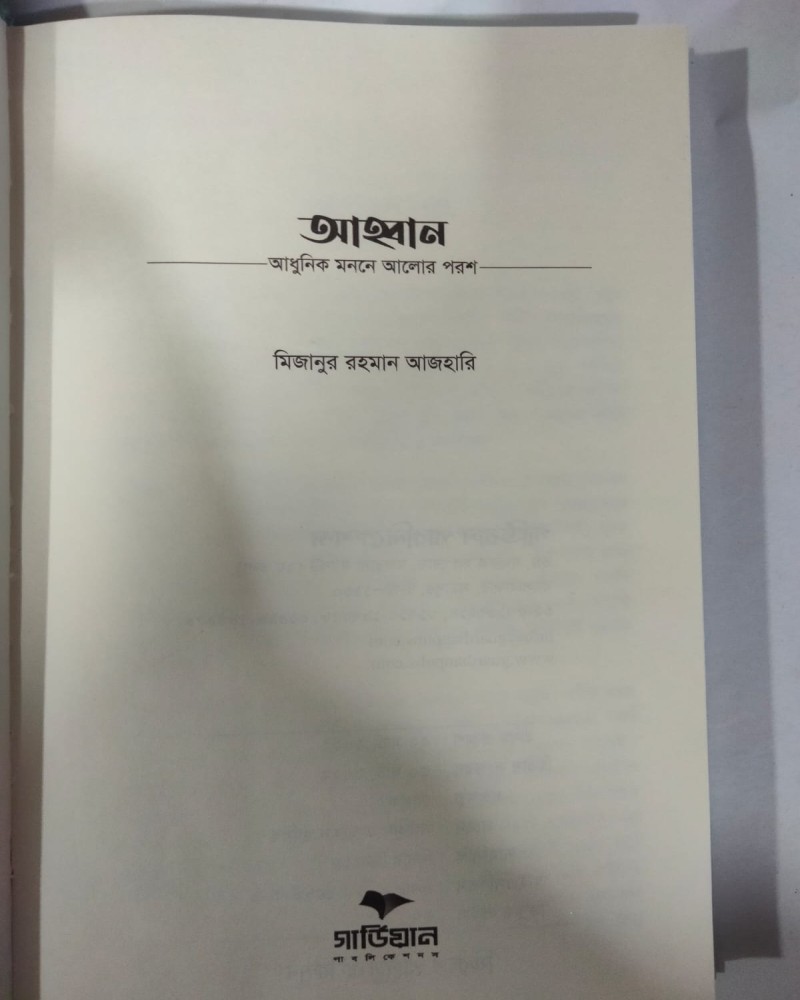 আহ্বান
আধুনিক মননে আলোর পরশ
মিজানুর রহমান আজহারি
গার্ডিয়ান
পাবলিকেশনস